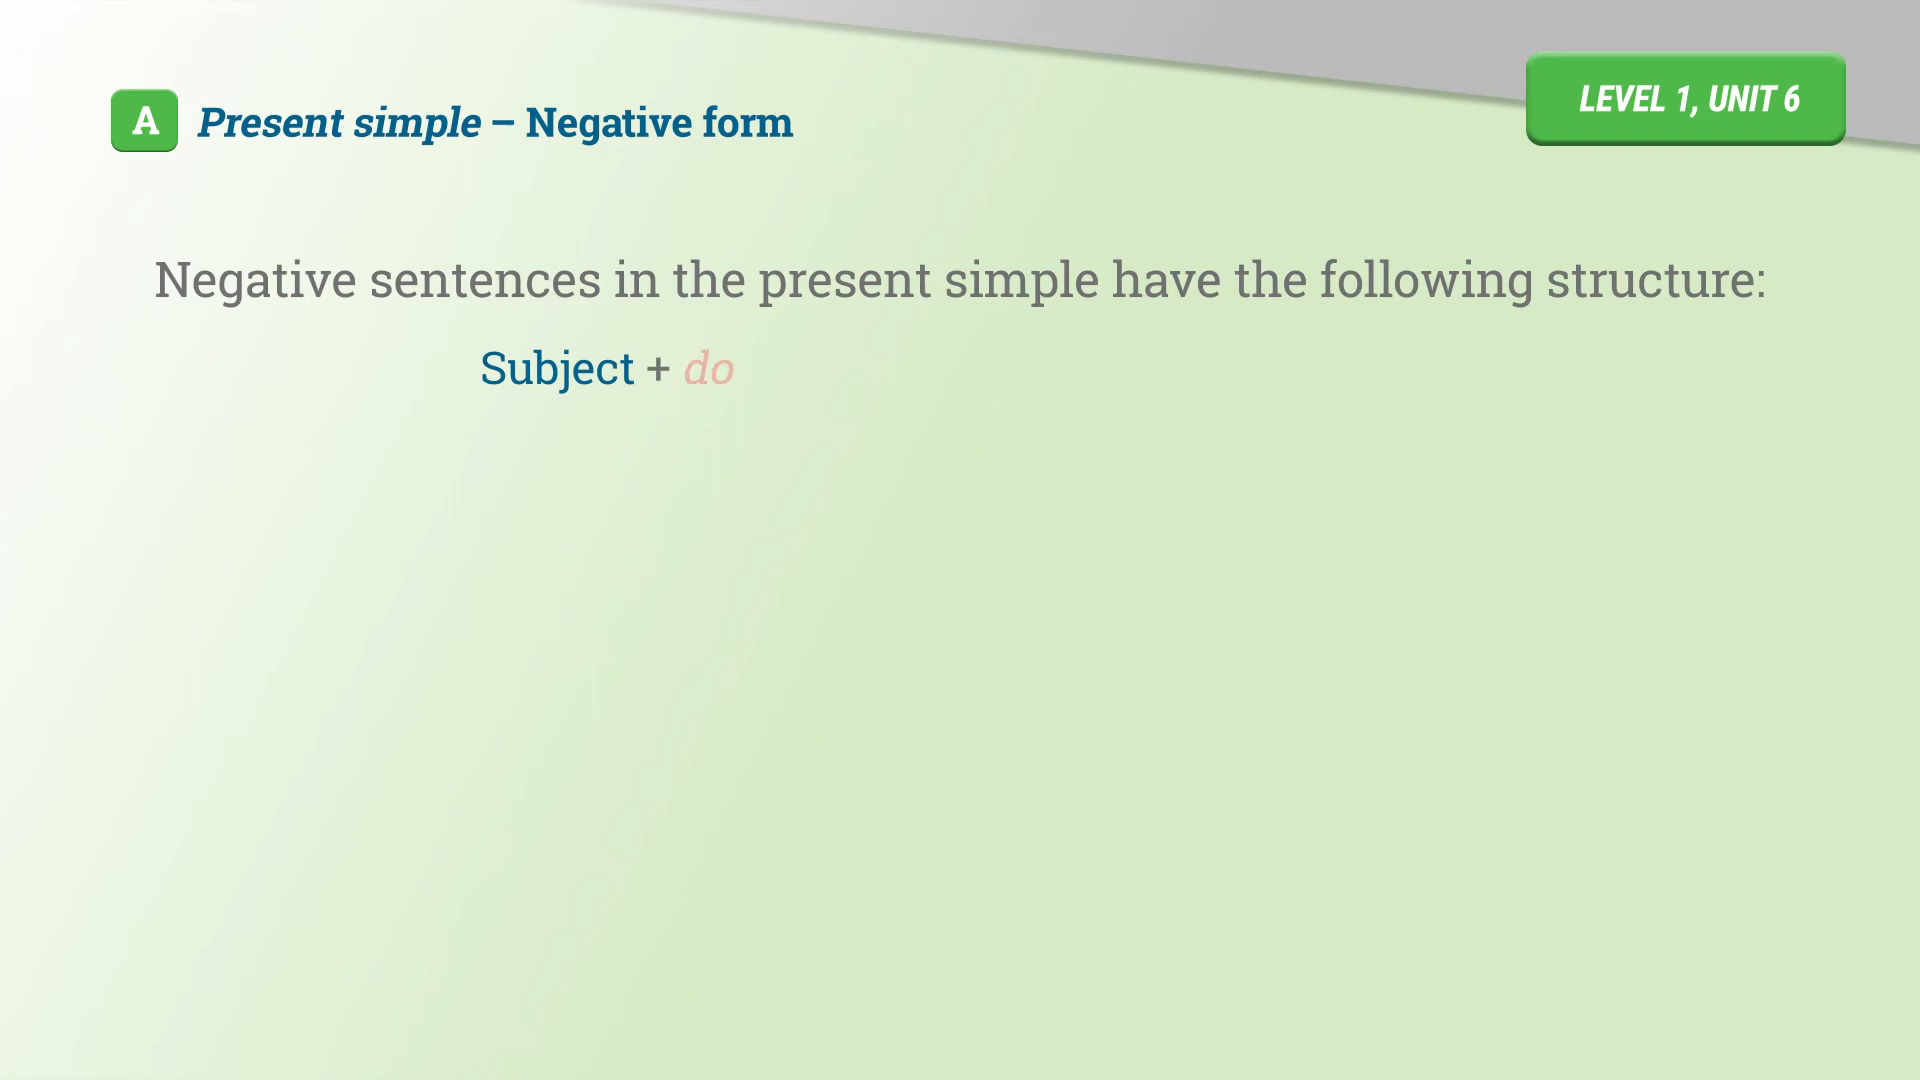 LEVEL 1, UNIT 6
A Present simple – Negative form
Negative sentences in the present simple have the following structure:
Subject + do